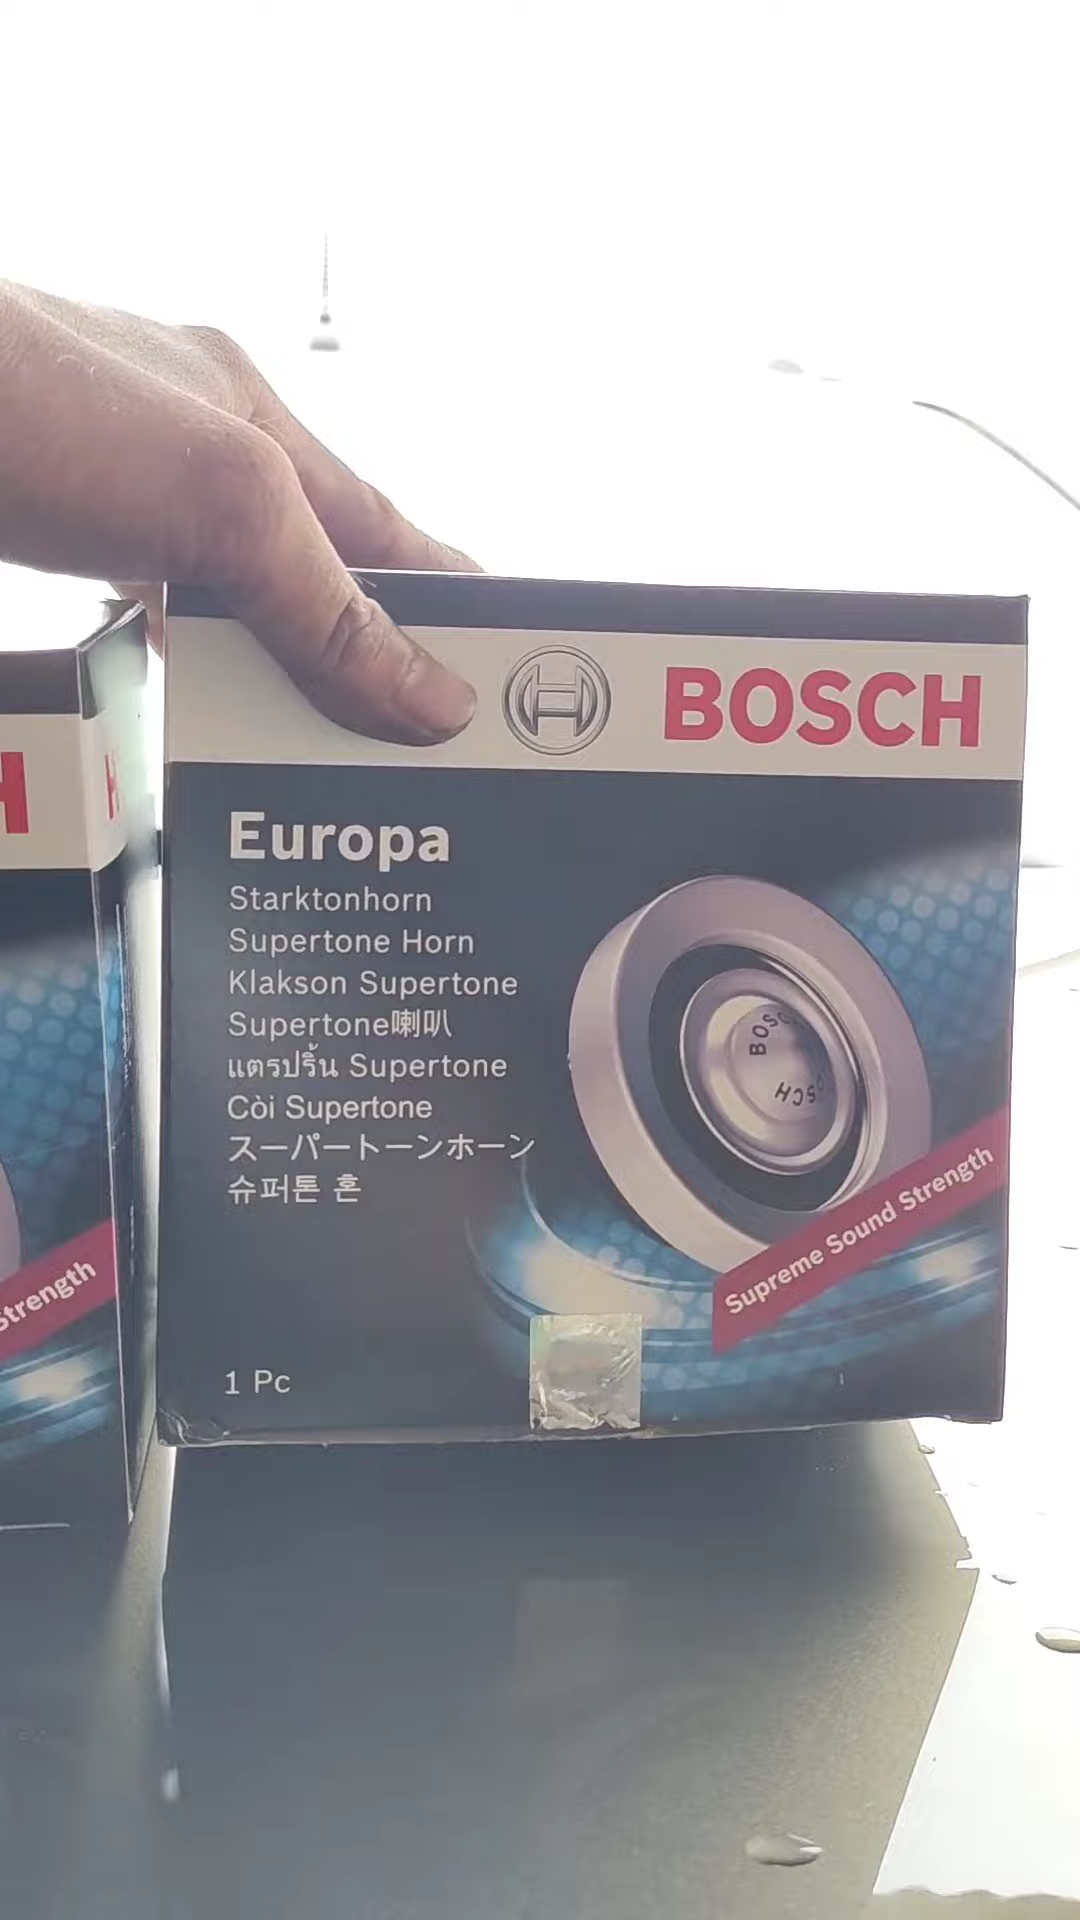 BOSCH
Europa
Starktonhorn
Supertone Horn
Klakson Supertone
Supertone喇叭
แตรปริ้น Supertone
Còi Supertone
スーパートーンホーン
슈퍼톤 혼
BOSCH
BOSCH
Supreme Sound Strength
1 Pc
H
H
Strength